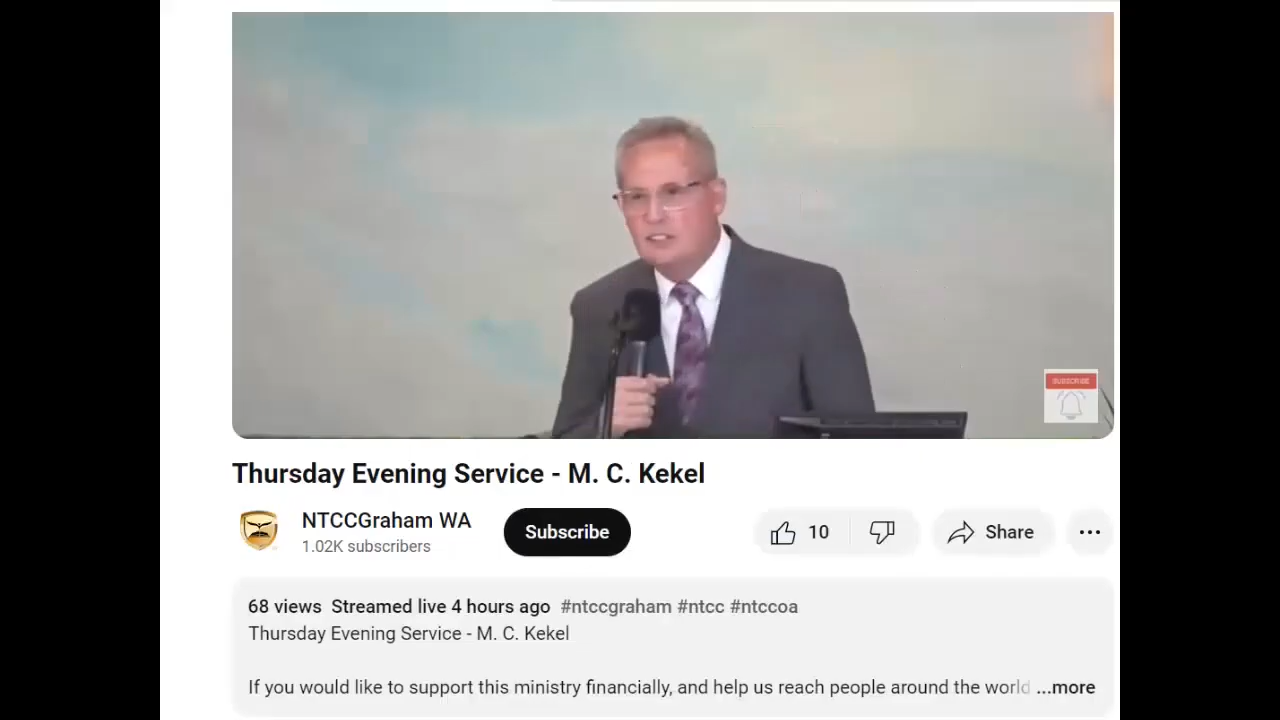 SUBSCRIBE
Thursday Evening Service - M. C. Kekel
NTCCGraham WA
1.02K subscribers
Subscribe
10
Share
68 views Streamed live 4 hours ago #ntccgraham #ntcc #ntccoa
Thursday Evening Service - M. C. Kekel
If you would like to support this ministry financially, and help us reach people around the world ...more